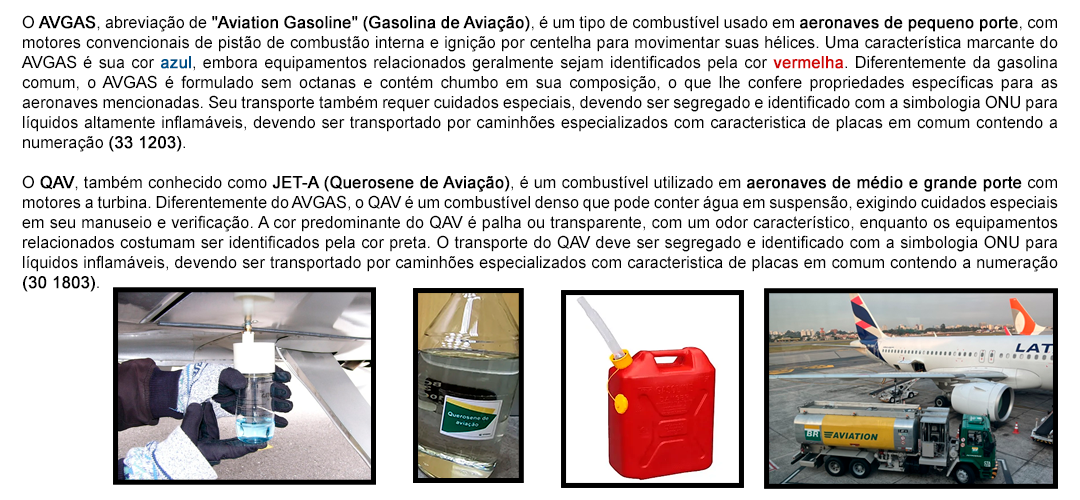 O AVGAS, abreviação de "Aviation Gasoline" (Gasolina de Aviação), é um tipo de combustível usado em aeronaves de pequeno porte, com
motores convencionais de pistão de combustão interna e ignição por centelha para movimentar suas hélices. Uma característica marcante do
AVGAS é sua cor azul, embora equipamentos relacionados geralmente sejam identificados pela cor vermelha. Diferentemente da gasolina
comum, o AVGAS é formulado sem octanas e contém chumbo em sua composição, o que lhe confere propriedades específicas para as
aeronaves mencionadas. Seu transporte também requer cuidados especiais, devendo ser segregado e identificado com a simbologia ONU para
líquidos altamente inflamáveis, devendo ser transportado por caminhões especializados com caracteristica de placas em comum contendo a
numeração (33 1203).
O QAV, também conhecido como JET-A (Querosene de Aviação), é um combustível utilizado em aeronaves de médio e grande porte com
motores a turbina. Diferentemente do AVGAS, o QAV é um combustível denso que pode conter água em suspensão, exigindo cuidados especiais
em seu manuseio e verificação. A cor predominante do QAV é palha ou transparente, com um odor característico, enquanto os equipamentos
relacionados costumam ser identificados pela cor preta. O transporte do QAV deve ser segregado e identificado com a simbologia ONU para
líquidos inflamáveis, devendo ser transportado por caminhões especializados com caracteristica de placas em comum contendo a numeração
(30 1803).
Querosene de
aviação
LAT
BR AVIATION